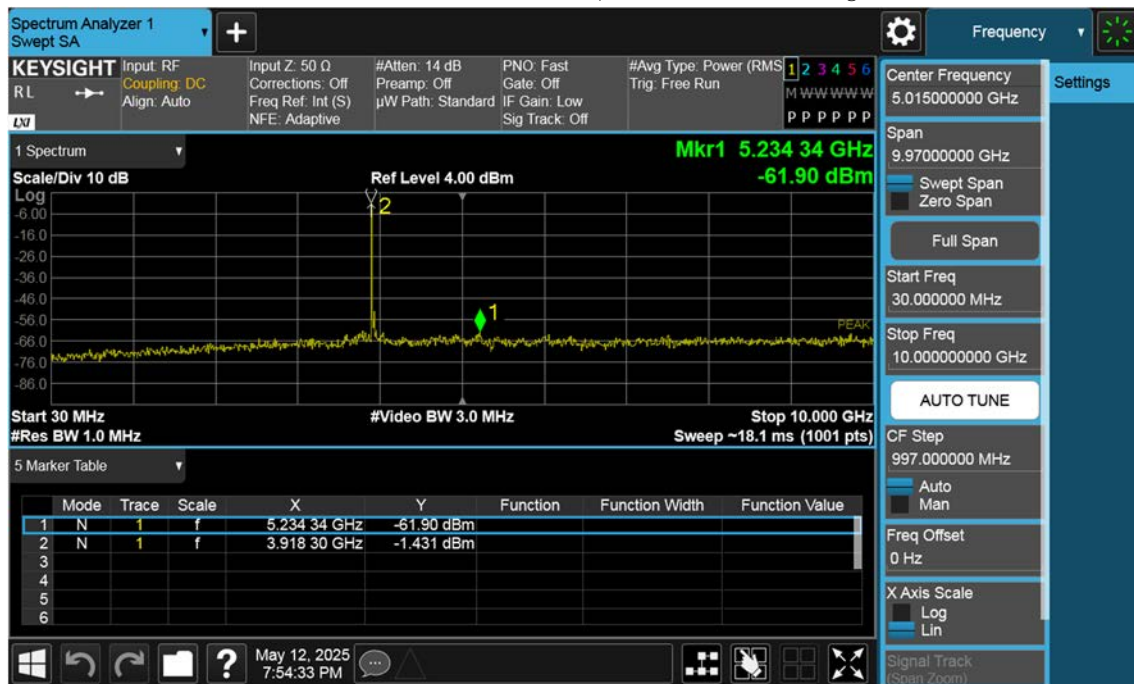 Spectrum Analyzer 1
Swept SA
+
Frequency
KEYSIGHT
RL
LXI
Input: RF
Coupling: DC
Align: Auto
Input Z: 50 Ω
Corrections: Off
Freq Ref: Int (S)
NFE: Adaptive
#Atten: 14 dB
Preamp: Off
µW Path: Standard
PNO: Fast
Gate: Off
IF Gain: Low
Sig Track: Off
#Avg Type: Power (RMS
Trig: Free Run
1 2 3 4 5 6
M W W W W W
P P P P P P
1 Spectrum
Scale/Div 10 dB
Ref Level 4.00 dBm
Mkr1 5.234 34 GHz
-61.90 dBm
Log
-6.00
-16.0
-26.0
-36.0
-46.0
-56.0
-66.0
-76.0
-86.0
2
1
PEAK
Start 30 MHz
#Video BW 3.0 MHz
Stop 10.000 GHz
#Res BW 1.0 MHz
Sweep ~18.1 ms (1001 pts)
5 Marker Table
Mode Trace Scale X Y Function Function Width Function Value
1 N 1 f 5.234 34 GHz -61.90 dBm
2 N 1 f 3.918 30 GHz -1.431 dBm
3
4
5
6
?
May 12, 2025
7:54:33 PM
Center Frequency
5.015000000 GHz
Span
9.97000000 GHz
Swept Span
Zero Span
Full Span
Start Freq
30.000000 MHz
Stop Freq
10.000000000 GHz
AUTO TUNE
CF Step
997.000000 MHz
Auto
Man
Freq Offset
0 Hz
X Axis Scale
Log
Lin
Signal Track
(Span Zoom)
Settings